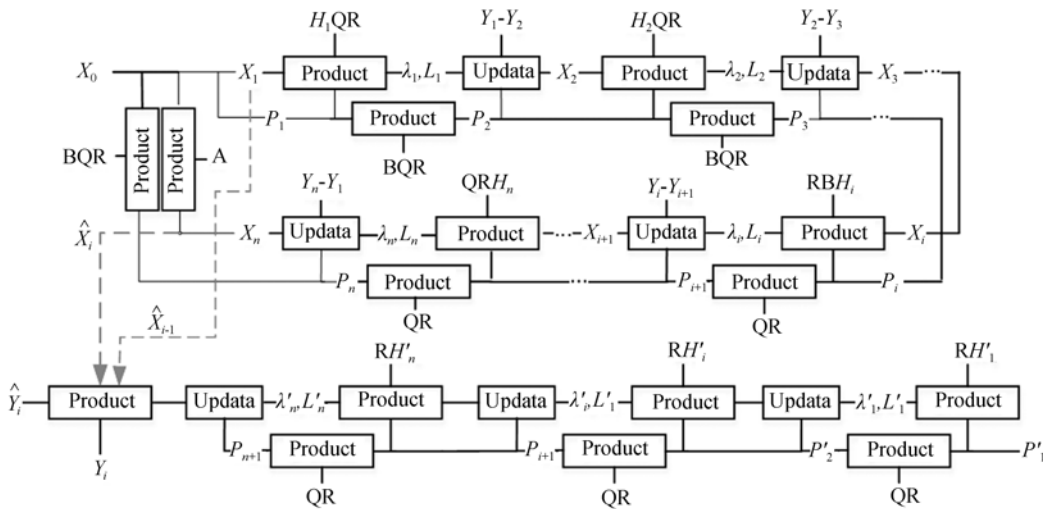 H₁QR Y₁-Y₂ H₂QR Y₂-Y₃
X₀ X₁ Product λ₁, L₁ Updata X₂ Product λ₂, L₂ Updata X₃ ···
P₁ Product P₂ Product P₃ ···
BQR Product Product A BQR BQR
Yₙ-Y₁ QRHₙ Yᵢ-Yᵢ₊₁ RBHᵢ
X̂ᵢ Xₙ Updata λₙ, Lₙ Product ··· Xᵢ₊₁ Updata λᵢ, Lᵢ Product Xᵢ
Pₙ Product ··· Pᵢ₊₁ Product Pᵢ
X̂ᵢ₋₁ QR QR
RH′ₙ RH′ᵢ RH′₁
Ŷᵢ Product Updata λ′ₙ, L′ₙ Product Updata λ′ᵢ, L′₁ Product Updata λ′₁, L′₁ Product
Pₙ₊₁ Product Pᵢ₊₁ Product P′₂ Product P′₁
Yᵢ QR QR QR